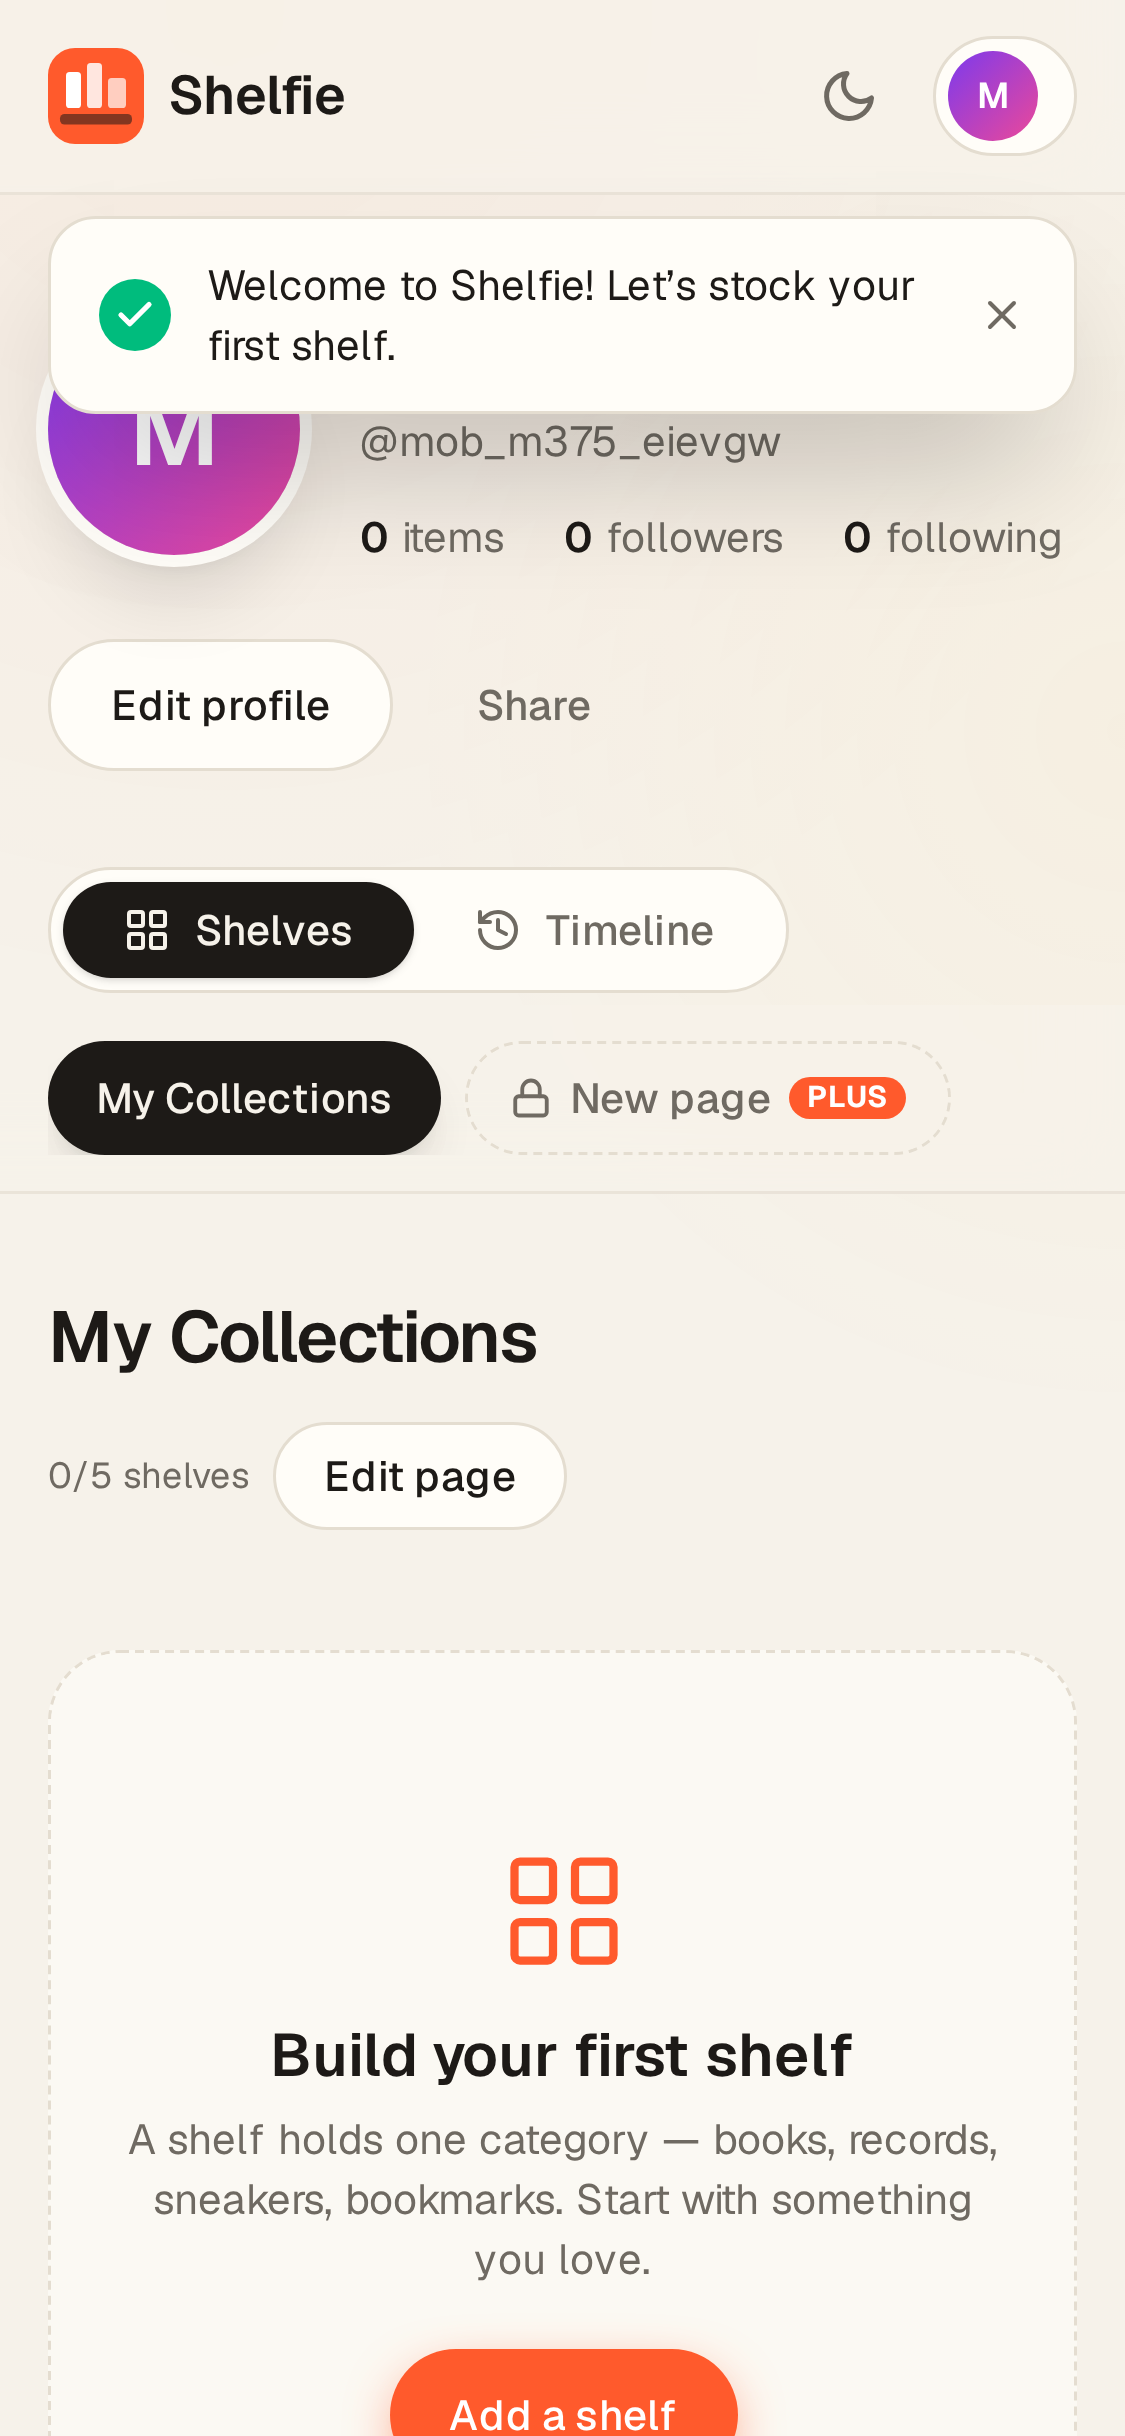 Shelfie
M
Welcome to Shelfie! Let’s stock your
first shelf.
M
@mob_m375_eievgw
0 items 0 followers 0 following
Edit profile Share
Shelves Timeline
My Collections New page PLUS
My Collections
0/5 shelves Edit page
Build your first shelf
A shelf holds one category — books, records,
sneakers, bookmarks. Start with something
you love.
Add a shelf